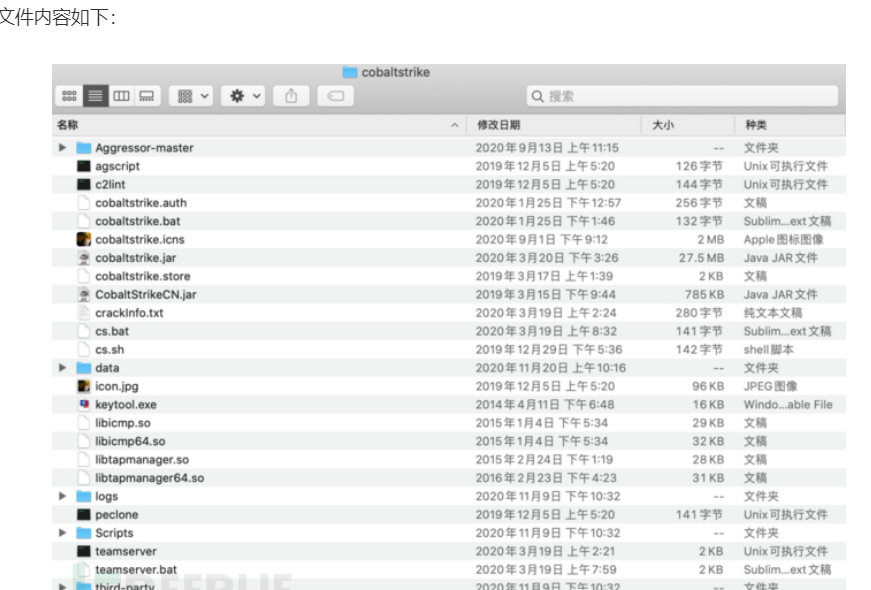 文件内容如下：
cobaltstrike
搜索
名称 修改日期 大小 种类
Aggressor-master 2020年9月13日 上午11:15 -- 文件夹
agscript 2019年12月5日 上午5:20 126字节 Unix可执行文件
c2lint 2019年12月5日 上午5:20 144字节 Unix可执行文件
cobaltstrike.auth 2020年1月25日 下午12:57 256字节 文稿
cobaltstrike.bat 2020年1月25日 下午1:46 132字节 Sublim...ext文稿
cobaltstrike.icns 2020年9月1日 下午9:12 2 MB Apple图标图像
cobaltstrike.jar 2020年3月20日 下午3:26 27.5 MB Java JAR文件
cobaltstrike.store 2019年3月17日 上午1:39 2 KB 文稿
CobaltStrikeCN.jar 2019年3月15日 下午9:44 785 KB Java JAR文件
crackInfo.txt 2020年3月19日 上午2:24 280字节 纯文本文稿
cs.bat 2020年3月19日 上午8:32 141字节 Sublim...ext文稿
cs.sh 2019年12月29日 下午5:36 142字节 shell脚本
data 2020年11月20日 上午10:16 -- 文件夹
icon.jpg 2019年12月5日 上午5:20 96 KB JPEG图像
keytool.exe 2014年4月11日 下午6:48 16 KB Windo...able File
libicmp.so 2015年1月4日 下午5:34 29 KB 文稿
libicmp64.so 2015年1月4日 下午5:34 32 KB 文稿
libtapmanager.so 2015年2月24日 下午1:19 28 KB 文稿
libtapmanager64.so 2016年2月23日 下午4:23 31 KB 文稿
logs 2020年11月9日 下午10:32 -- 文件夹
peclone 2019年12月5日 上午5:20 141字节 Unix可执行文件
Scripts 2020年11月9日 下午10:32 -- 文件夹
teamserver 2020年3月19日 上午2:21 2 KB Unix可执行文件
teamserver.bat 2020年3月19日 上午7:59 2 KB Sublim...ext文稿
third-party 2020年11月9日 下午10:32 -- 文件夹